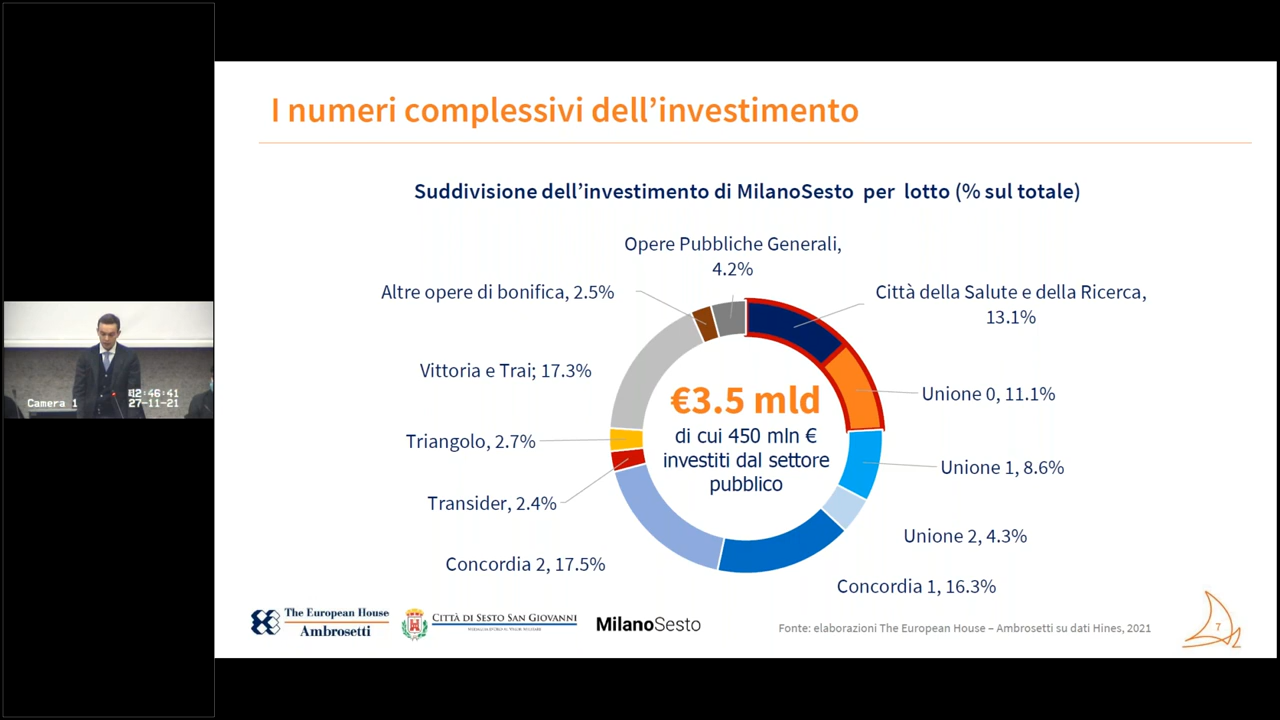 I numeri complessivi dell’investimento
Suddivisione dell’investimento di MilanoSesto per lotto (% sul totale)
Opere Pubbliche Generali,
4.2%
Altre opere di bonifica, 2.5%
Città della Salute e della Ricerca,
13.1%
Vittoria e Trai; 17.3%
Unione 0, 11.1%
€3.5 mld
di cui 450 mln €
investiti dal settore
pubblico
Triangolo, 2.7%
Unione 1, 8.6%
Transider, 2.4%
Unione 2, 4.3%
Concordia 2, 17.5%
Concordia 1, 16.3%
The European House
Ambrosetti
CITTÀ DI SESTO SAN GIOVANNI
MilanoSesto
Fonte: elaborazioni The European House – Ambrosetti su dati Hines, 2021
7
12:46:41
Camera 1
27-11-21